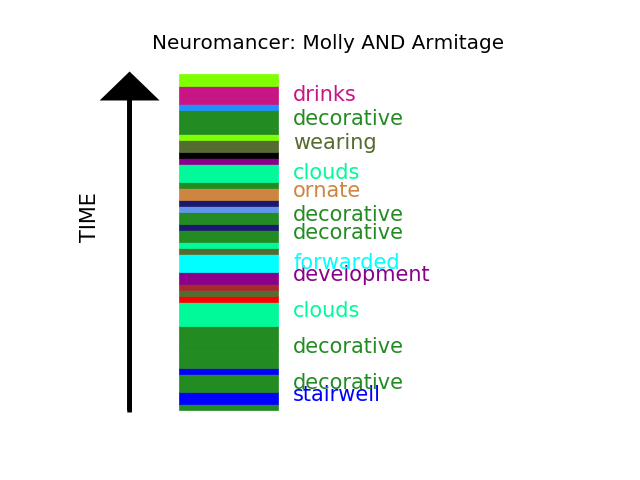 Neuromancer: Molly AND Armitage
TIME
drinks
decorative
wearing
clouds
ornate
decorative
decorative
forwarded
development
clouds
decorative
decorative
stairwell